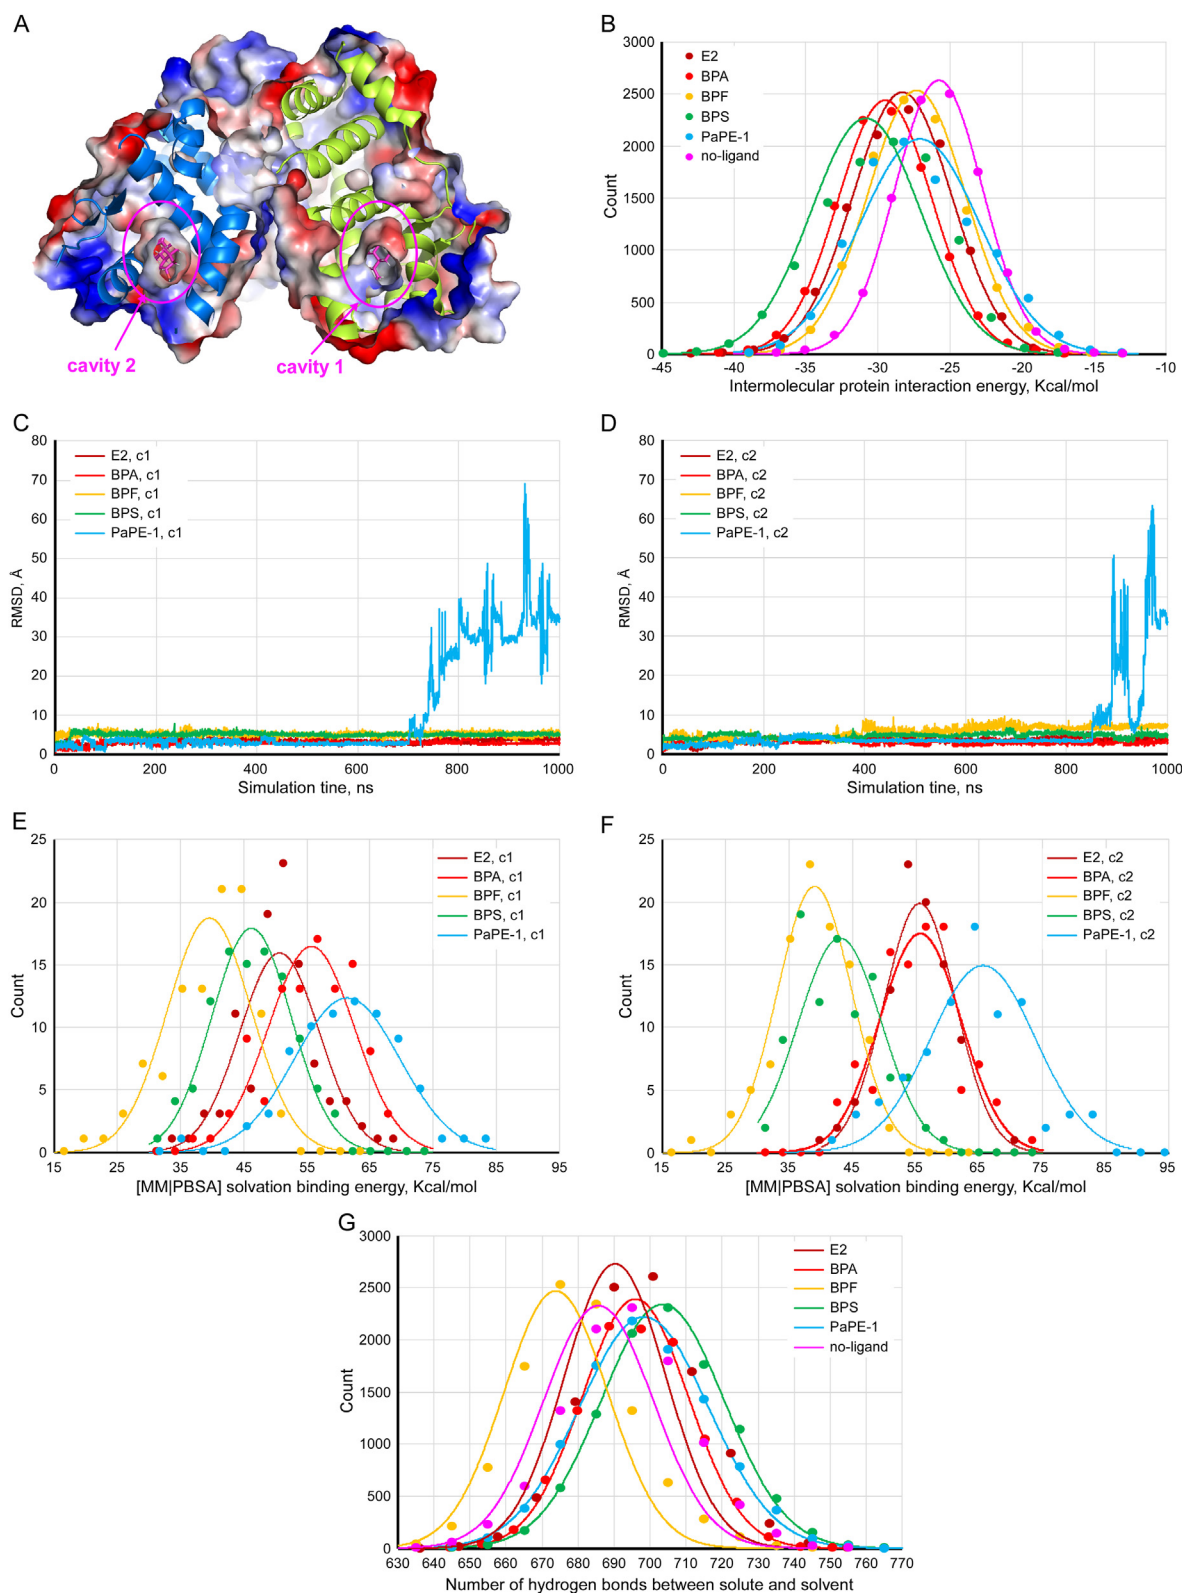 A
cavity 2
cavity 1
B
E2
BPA
BPF
BPS
PaPE-1
no-ligand
3000
2500
2000
1500
1000
500
0
Count
-45
-40
-35
-30
-25
-20
-15
-10
Intermolecular protein interaction energy, Kcal/mol
C
E2, c1
BPA, c1
BPF, c1
BPS, c1
PaPE-1, c1
80
70
60
50
40
30
20
10
0
RMSD, Å
0
200
400
600
800
1000
Simulation tine, ns
D
E2, c2
BPA, c2
BPF, c2
BPS, c2
PaPE-1, c2
80
70
60
50
40
30
20
10
0
RMSD, Å
0
200
400
600
800
1000
Simulation tine, ns
E
E2, c1
BPA, c1
BPF, c1
BPS, c1
PaPE-1, c1
25
20
15
10
5
0
Count
15
25
35
45
55
65
75
85
95
[MM|PBSA] solvation binding energy, Kcal/mol
F
E2, c2
BPA, c2
BPF, c2
BPS, c2
PaPE-1, c2
25
20
15
10
5
0
Count
15
25
35
45
55
65
75
85
95
[MM|PBSA] solvation binding energy, Kcal/mol
G
E2
BPA
BPF
BPS
PaPE-1
no-ligand
3000
2500
2000
1500
1000
500
0
Count
630
640
650
660
670
680
690
700
710
720
730
740
750
760
770
Number of hydrogen bonds between solute and solvent